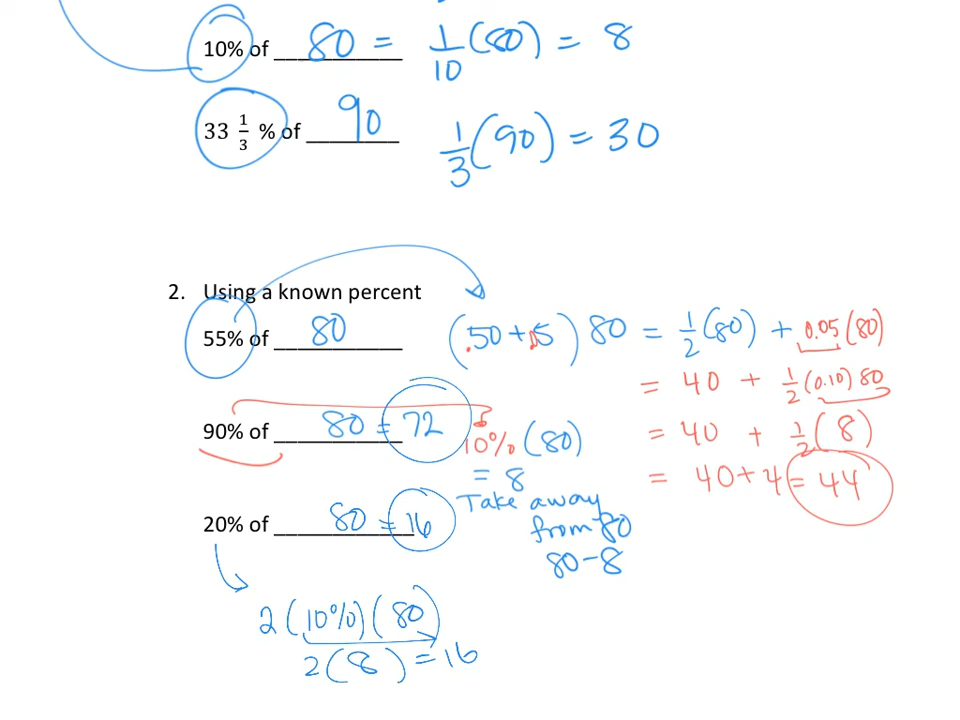 10% of 80 = 1/10 (80) = 8
33 1/3 % of 90 1/3 (90) = 30
2. Using a known percent
55% of 80 (.50 + .05) 80 = 1/2 (80) + 0.05 (80)
= 40 + 1/2 (0.10) 80
90% of 80 = 72 10% (80) = 40 + 1/2 (8)
= 8 = 40 + 4 = 44
Take away
20% of 80 = 16 from 80
80 - 8
2 (10%) (80)
2 (8) = 16